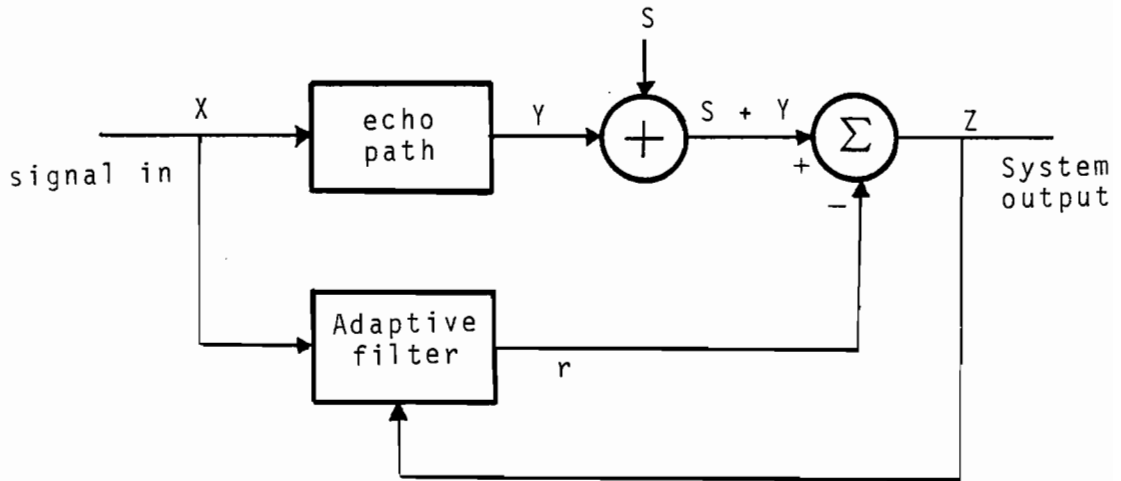 S
X
echo
path
Y
+
S + Y
Σ
Z
signal in
+
−
System
output
Adaptive
filter
r